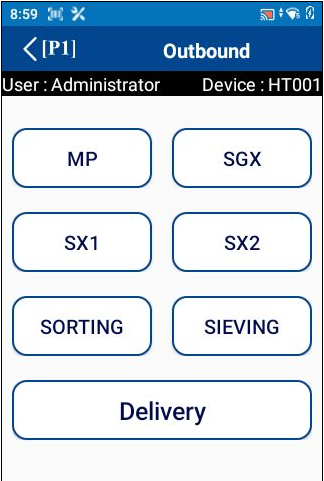 8:59
[P1] Outbound
User : Administrator Device : HT001
MP SGX
SX1 SX2
SORTING SIEVING
Delivery